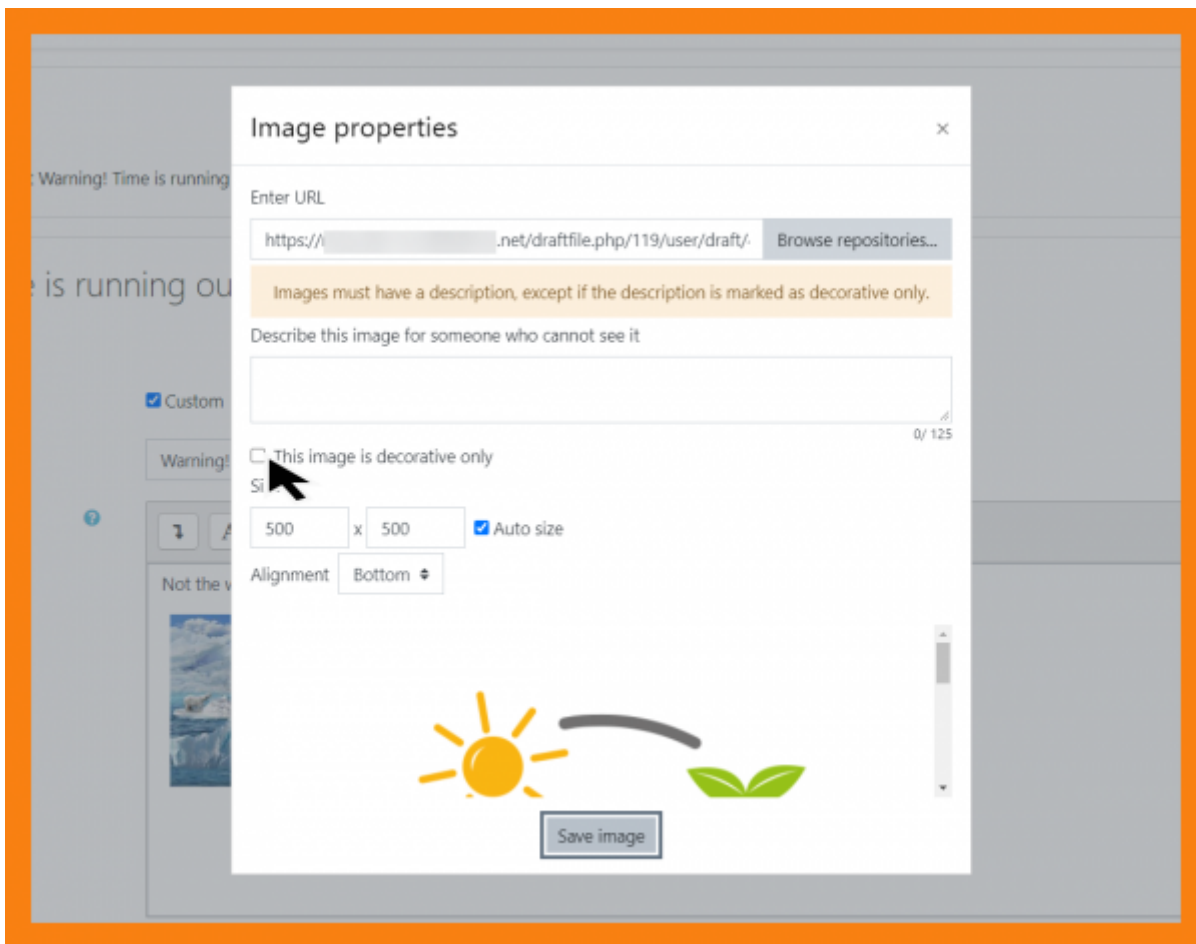 Image properties
×
: Warning! Time is running
Enter URL
https:// .net/draftfile.php/119/user/draft/ Browse repositories...
is running ou
Images must have a description, except if the description is marked as decorative only.
Describe this image for someone who cannot see it
Custom
0/ 125
Warning!
This image is decorative only
Si
500 x 500 Auto size
Not the
Alignment Bottom
Save image